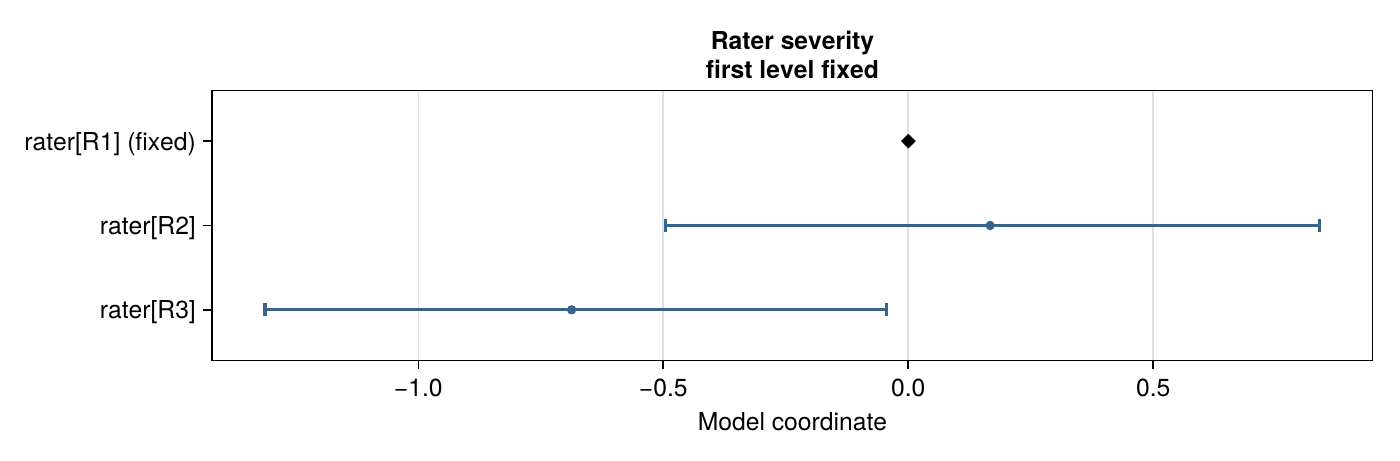 Rater severity
first level fixed
rater[R1] (fixed)
rater[R2]
rater[R3]
−1.0
−0.5
0.0
0.5
Model coordinate